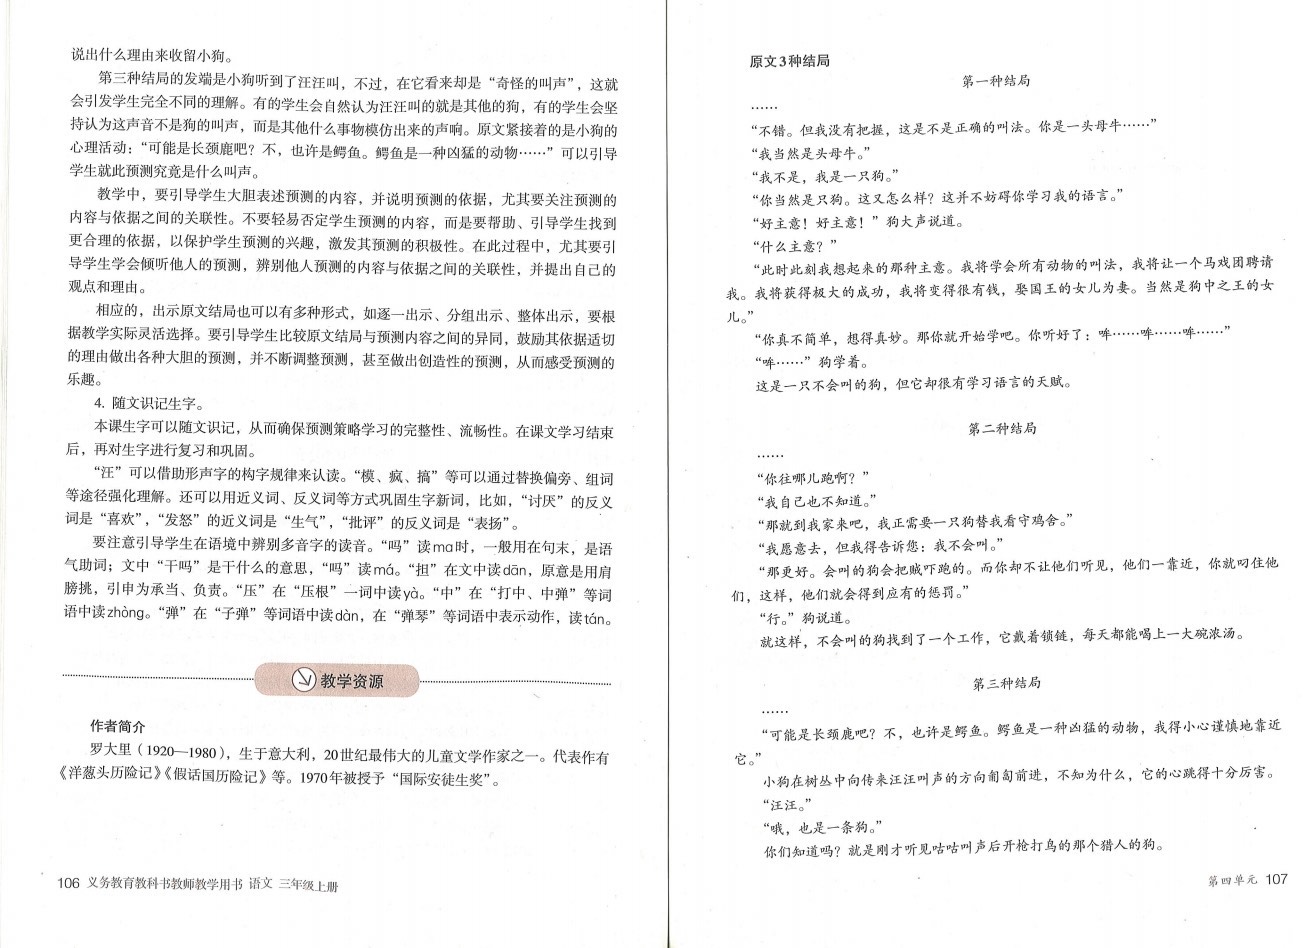 说出什么理由来收留小狗。
第三种结局的发端是小狗听到了汪汪叫，不过，在它看来却是“奇怪的叫声”，这就
会引发学生完全不同的理解。有的学生会自然认为汪汪叫的就是其他的狗，有的学生会坚
持认为这声音不是狗的叫声，而是其他什么事物模仿出来的声响。原文紧接着的是小狗的
心理活动：“可能是长颈鹿吧？不，也许是鳄鱼。鳄鱼是一种凶猛的动物……”可以引导
学生就此预测究竟是什么叫声。
教学中，要引导学生大胆表述预测的内容，并说明预测的依据，尤其要关注预测的
内容与依据之间的关联性。不要轻易否定学生预测的内容，而是要帮助、引导学生找到
更合理的依据，以保护学生预测的兴趣，激发其预测的积极性。在此过程中，尤其要引
导学生学会倾听他人的预测，辨别他人预测的内容与依据之间的关联性，并提出自己的
观点和理由。
相应的，出示原文结局也可以有多种形式，如逐一出示、分组出示、整体出示，要根
据教学实际灵活选择。要引导学生比较原文结局与预测内容之间的异同，鼓励其依据适切
的理由做出各种大胆的预测，并不断调整预测，甚至做出创造性的预测，从而感受预测的
乐趣。
4. 随文识记生字。
本课生字可以随文识记，从而确保预测策略学习的完整性、流畅性。在课文学习结束
后，再对生字进行复习和巩固。
“汪”可以借助形声字的构字规律来认读。“模、疯、搞”等可以通过替换偏旁、组词
等途径强化理解。还可以用近义词、反义词等方式巩固生字新词，比如，“讨厌”的反义
词是“喜欢”，“发怒”的近义词是“生气”，“批评”的反义词是“表扬”。
要注意引导学生在语境中辨别多音字的读音。“吗”读ma时，一般用在句末，是语
气助词；文中“干吗”是干什么的意思，“吗”读má。“担”在文中读dān，原意是用肩
膀挑，引申为承当、负责。“压”在“压根”一词中读yà。“中”在“打中、中弹”等词
语中读zhòng。“弹”在“子弹”等词语中读dàn，在“弹琴”等词语中表示动作，读tán。
教学资源
作者简介
罗大里（1920—1980），生于意大利，20世纪最伟大的儿童文学作家之一。代表作有
《洋葱头历险记》《假话国历险记》等。1970年被授予“国际安徒生奖”。
106 义务教育教科书教师教学用书 语文 三年级上册
原文3种结局
第一种结局
……
“不错。但我没有把握，这是不是正确的叫法。你是一头母牛……”
“我当然是头母牛。”
“我不是，我是一只狗。”
“你当然是只狗。这又怎么样？这并不妨碍你学习我的语言。”
“好主意！好主意！”狗大声说道。
“什么主意？”
“此时此刻我想起来的那种主意。我将学会所有动物的叫法，我将让一个马戏团聘请
我。我将获得极大的成功，我将变得很有钱，娶国王的女儿为妻。当然是狗中之王的女
儿。”
“你真不简单，想得真妙。那你就开始学吧。你听好了：哞……哞……哞……”
“哞……”狗学着。
这是一只不会叫的狗，但它却很有学习语言的天赋。
第二种结局
……
“你往哪儿跑啊？”
“我自己也不知道。”
“那就到我家来吧，我正需要一只狗替我看守鸡舍。”
“我愿意去，但我得告诉您：我不会叫。”
“那更好。会叫的狗会把贼吓跑的。而你却不让他们听见，他们一靠近，你就叼住他
们，这样，他们就会得到应有的惩罚。”
“行。”狗说道。
就这样，不会叫的狗找到了一个工作，它戴着锁链，每天都能喝上一大碗浓汤。
第三种结局
……
“可能是长颈鹿吧？不，也许是鳄鱼。鳄鱼是一种凶猛的动物，我得小心谨慎地靠近
它。”
小狗在树丛中向传来汪汪叫声的方向匍匐前进，不知为什么，它的心跳得十分厉害。
“汪汪。”
“哦，也是一条狗。”
你们知道吗？就是刚才听见咕咕叫声后开枪打鸟的那个猎人的狗。
第四单元 107